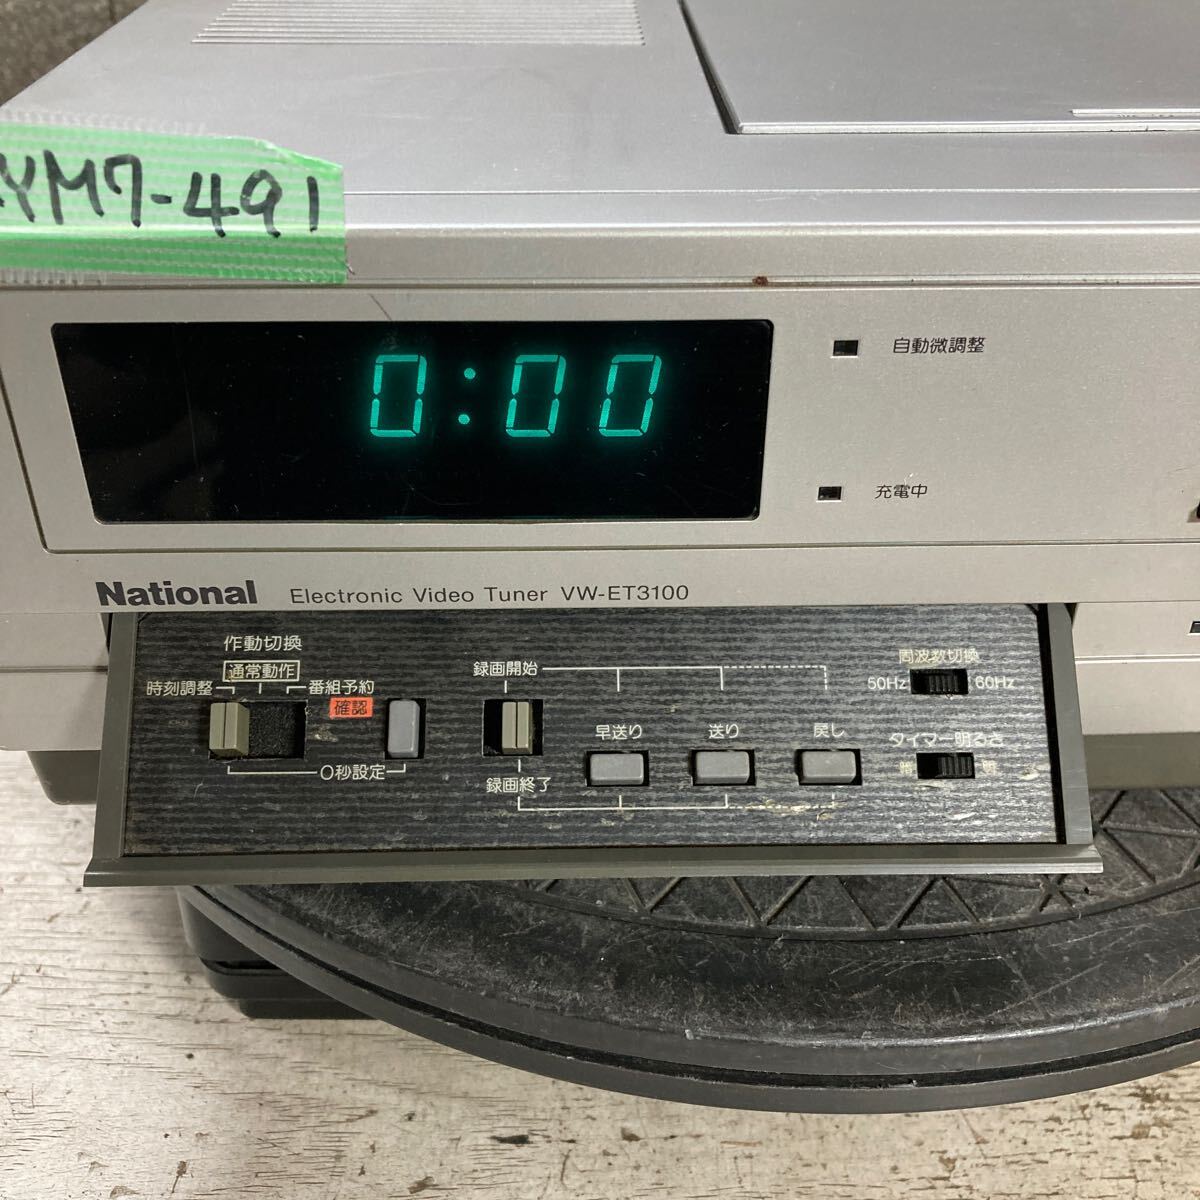 YM7-491
0:00
自動微調整
充電中
National Electronic Video Tuner VW-ET3100
作動切換
通常動作
時刻調整 番組予約
確認
0秒設定
録画開始
早送り 送り 戻し
録画終了
周波数切換
50Hz 60Hz
タイマー明るさ
暗 明